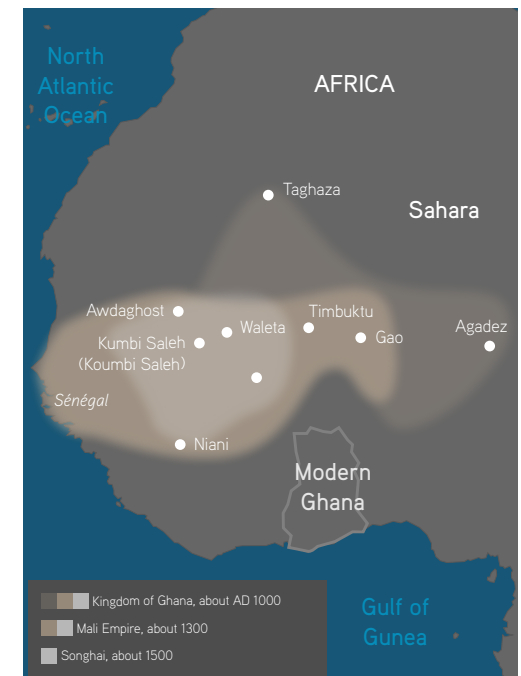 North
Atlantic
Ocean
AFRICA
Taghaza
Sahara
Awdaghost
Timbuktu
Waleta
Agadez
Gao
Kumbi Saleh
(Koumbi Saleh)
Sénégal
Niani
Modern
Ghana
Kingdom of Ghana, about AD 1000
Mali Empire, about 1300
Songhai, about 1500
Gulf of
Gunea